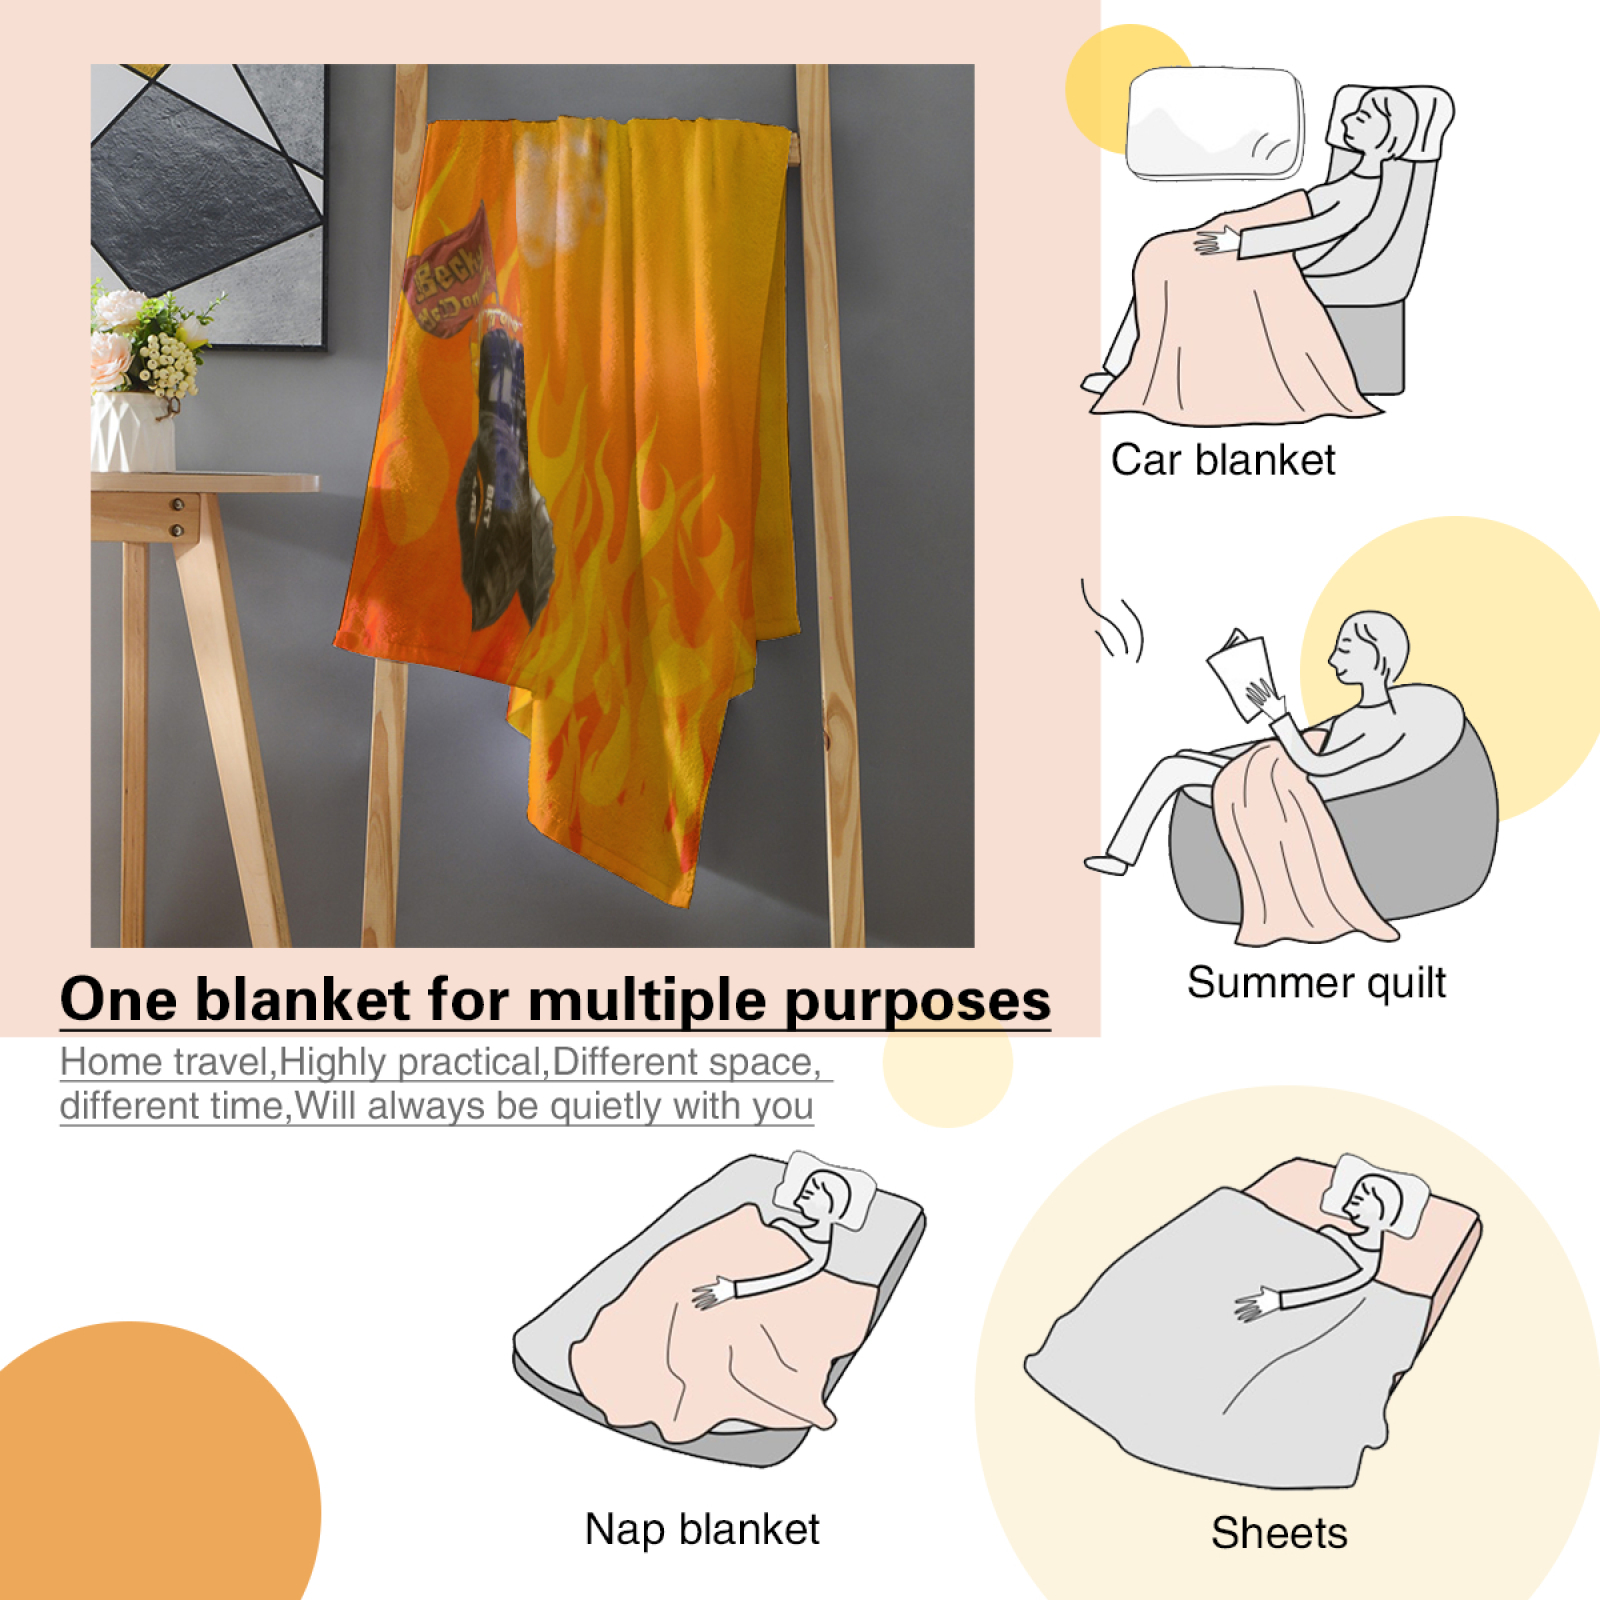 Becky
McDon
BKT
One blanket for multiple purposes
Home travel,Highly practical,Different space,
different time,Will always be quietly with you
Car blanket
Summer quilt
Nap blanket
Sheets